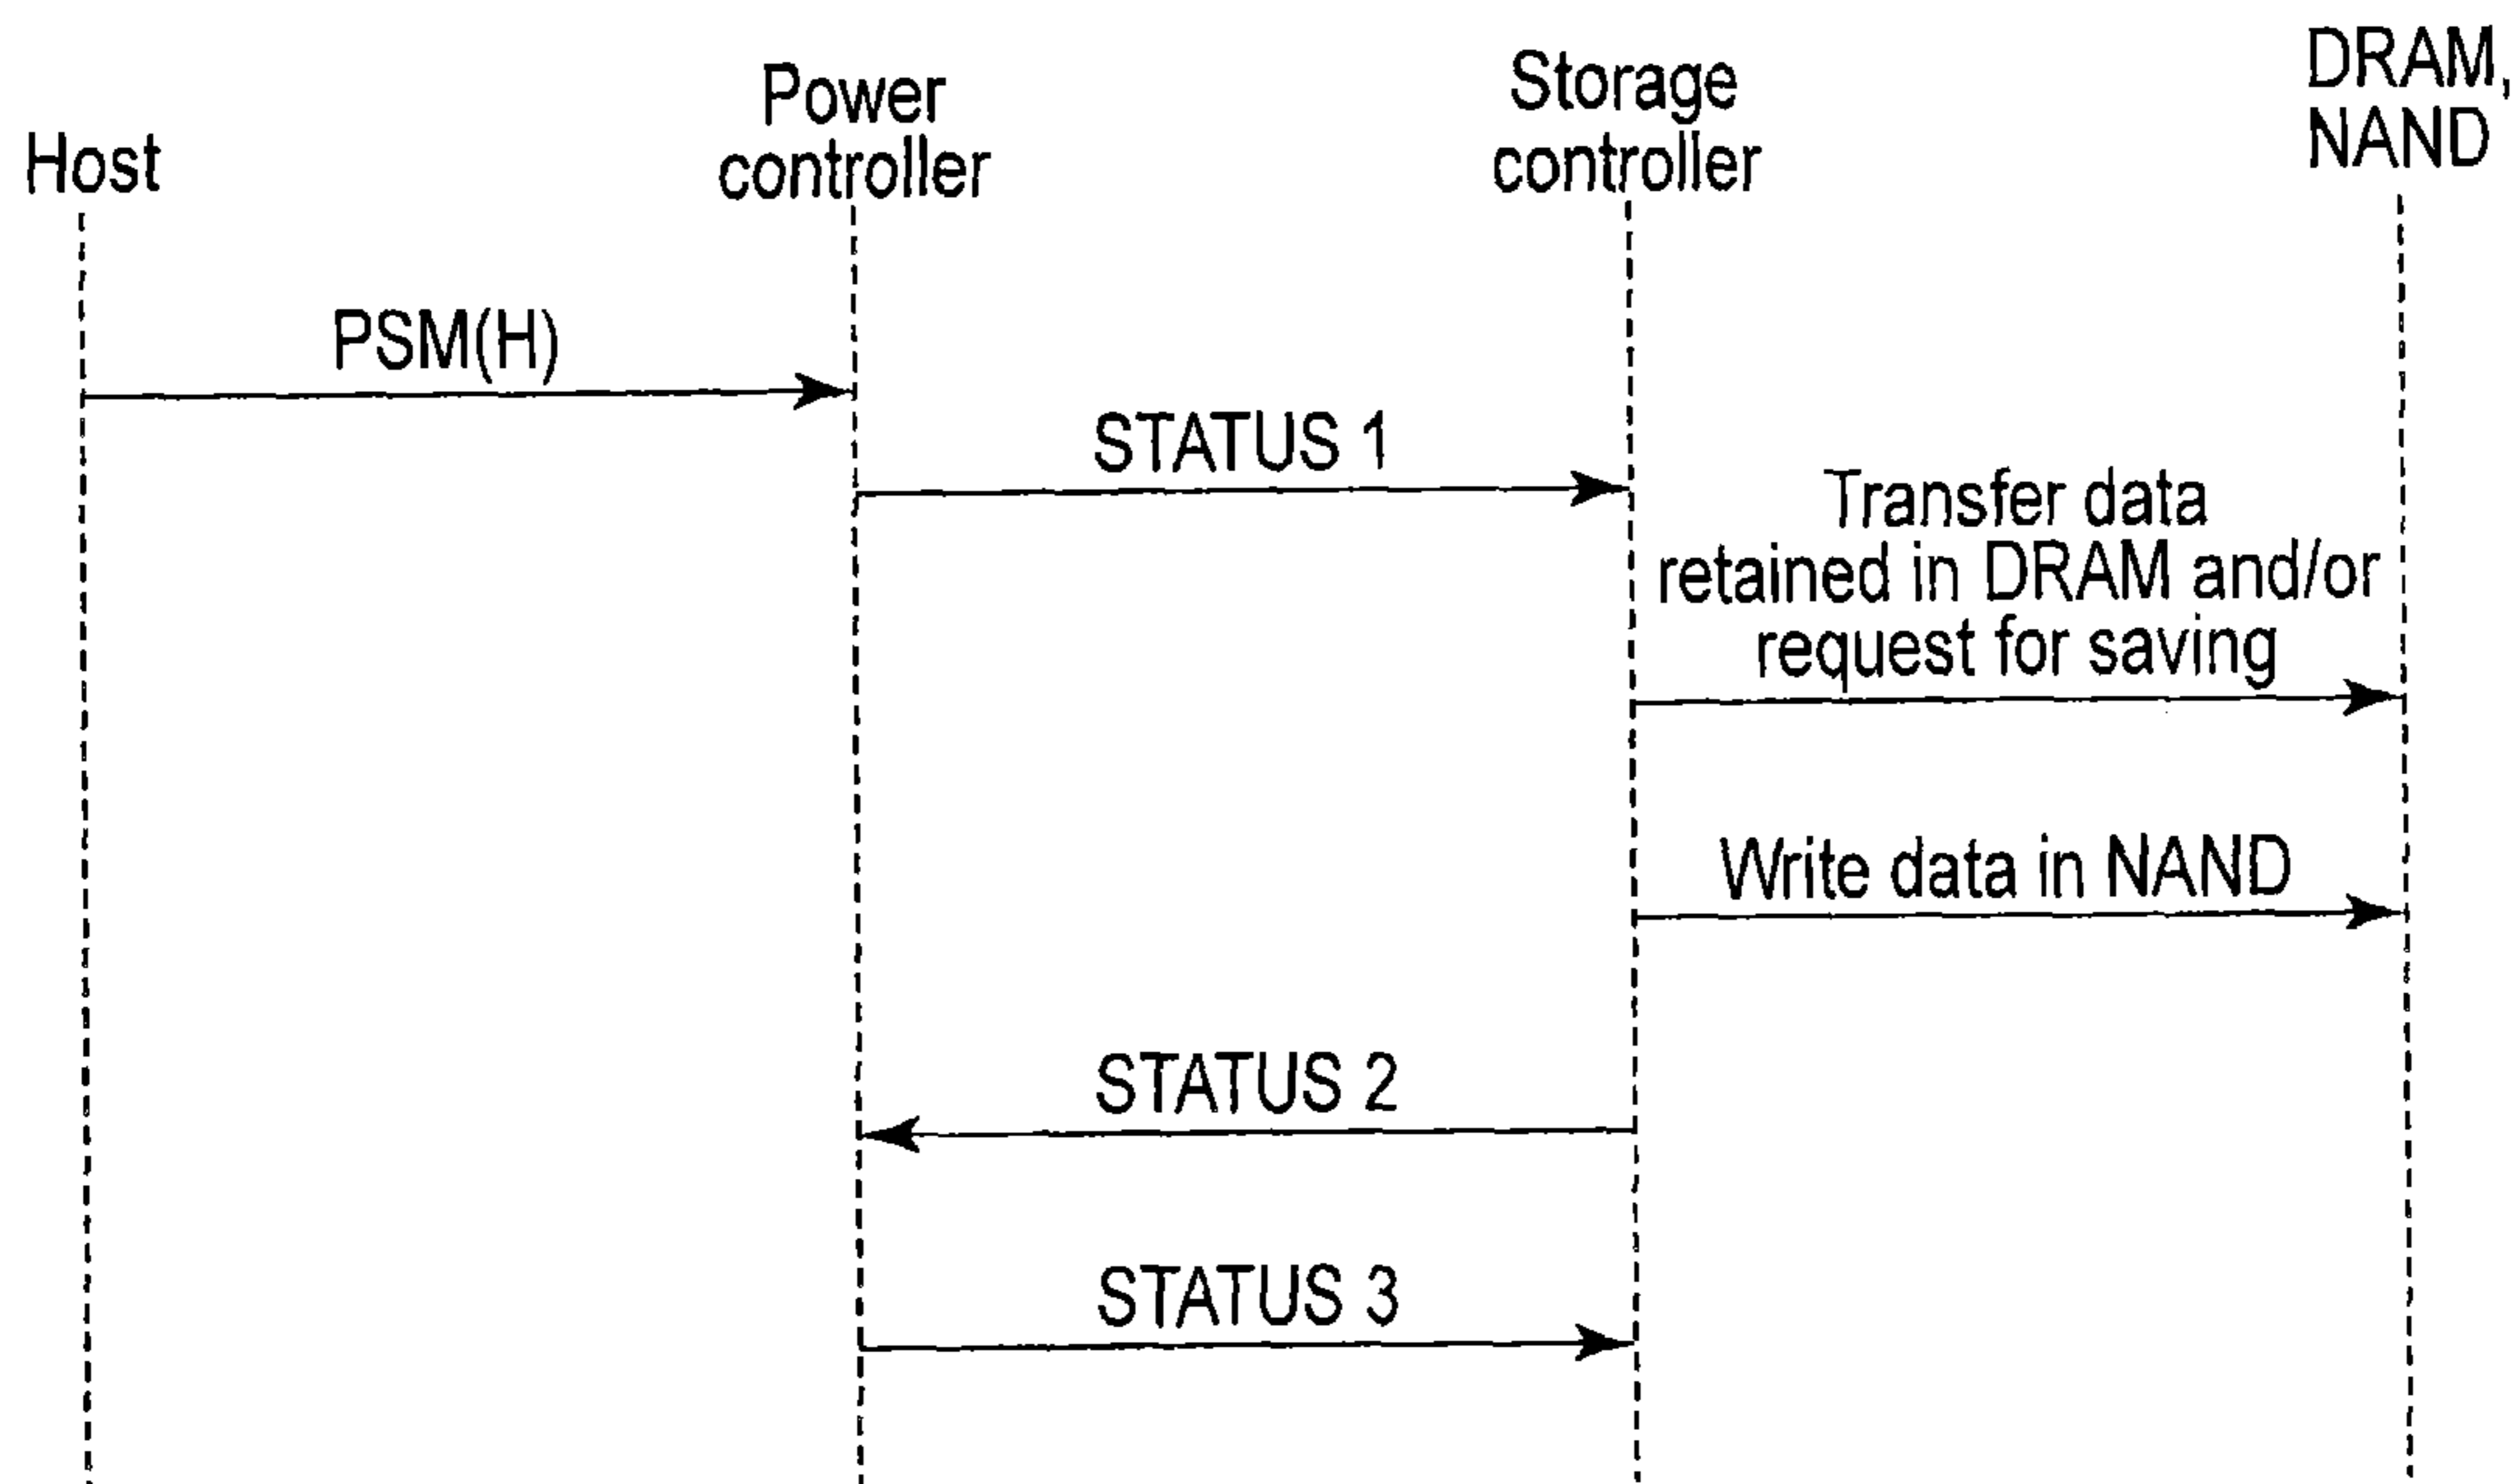 Host
Power
controller
Storage
controller
DRAM,
NAND
PSM(H)
STATUS 1
Transfer data
retained in DRAM and/or
request for saving
Write data in NAND
STATUS 2
STATUS 3